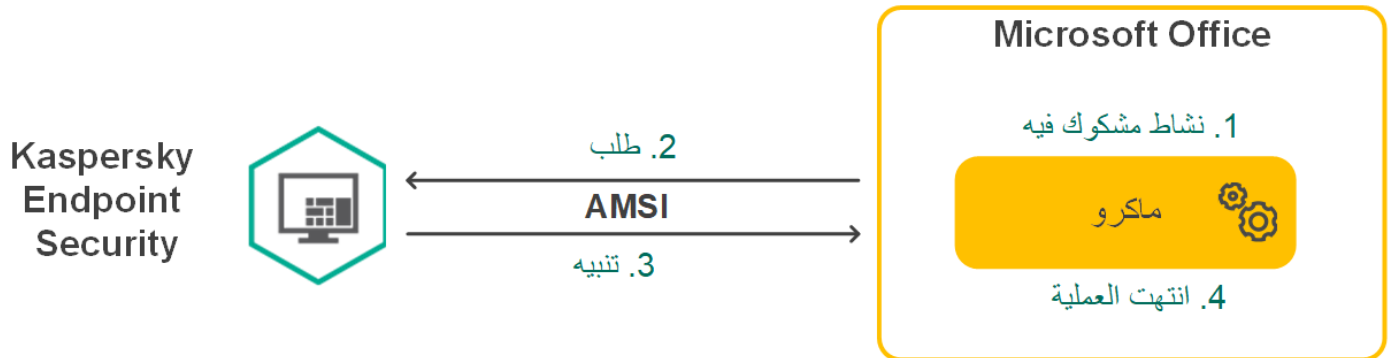 Microsoft Office
1. نشاط مشكوك فيه
ماكرو
4. انتهت العملية
2. طلب
AMSI
3. تنبيه
Kaspersky
Endpoint
Security